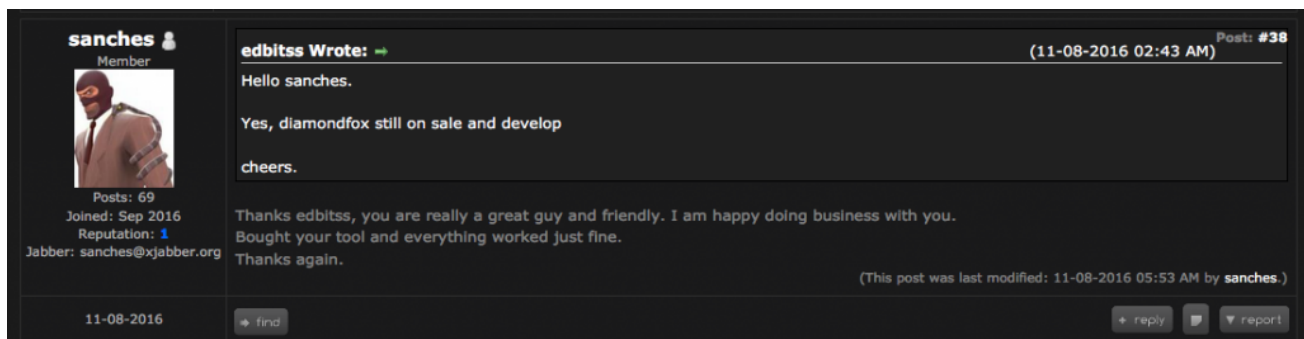 sanches
Member
Posts: 69
Joined: Sep 2016
Reputation: 1
Jabber: sanches@xjabber.org
Post: #38
edbitss Wrote:
(11-08-2016 02:43 AM)
Hello sanches.
Yes, diamondfox still on sale and develop
cheers.
Thanks edbitss, you are really a great guy and friendly. I am happy doing business with you.
Bought your tool and everything worked just fine.
Thanks again.
(This post was last modified: 11-08-2016 05:53 AM by sanches.)
11-08-2016
find
+ reply
report